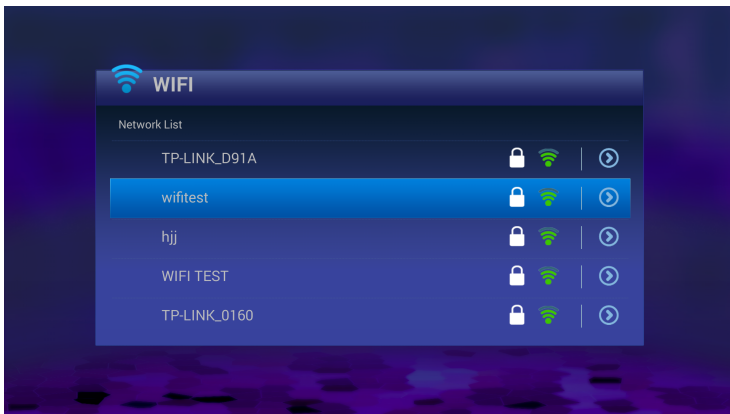 WIFI
Network List
TP-LINK_D91A
wifitest
hjj
WIFI TEST
TP-LINK_0160